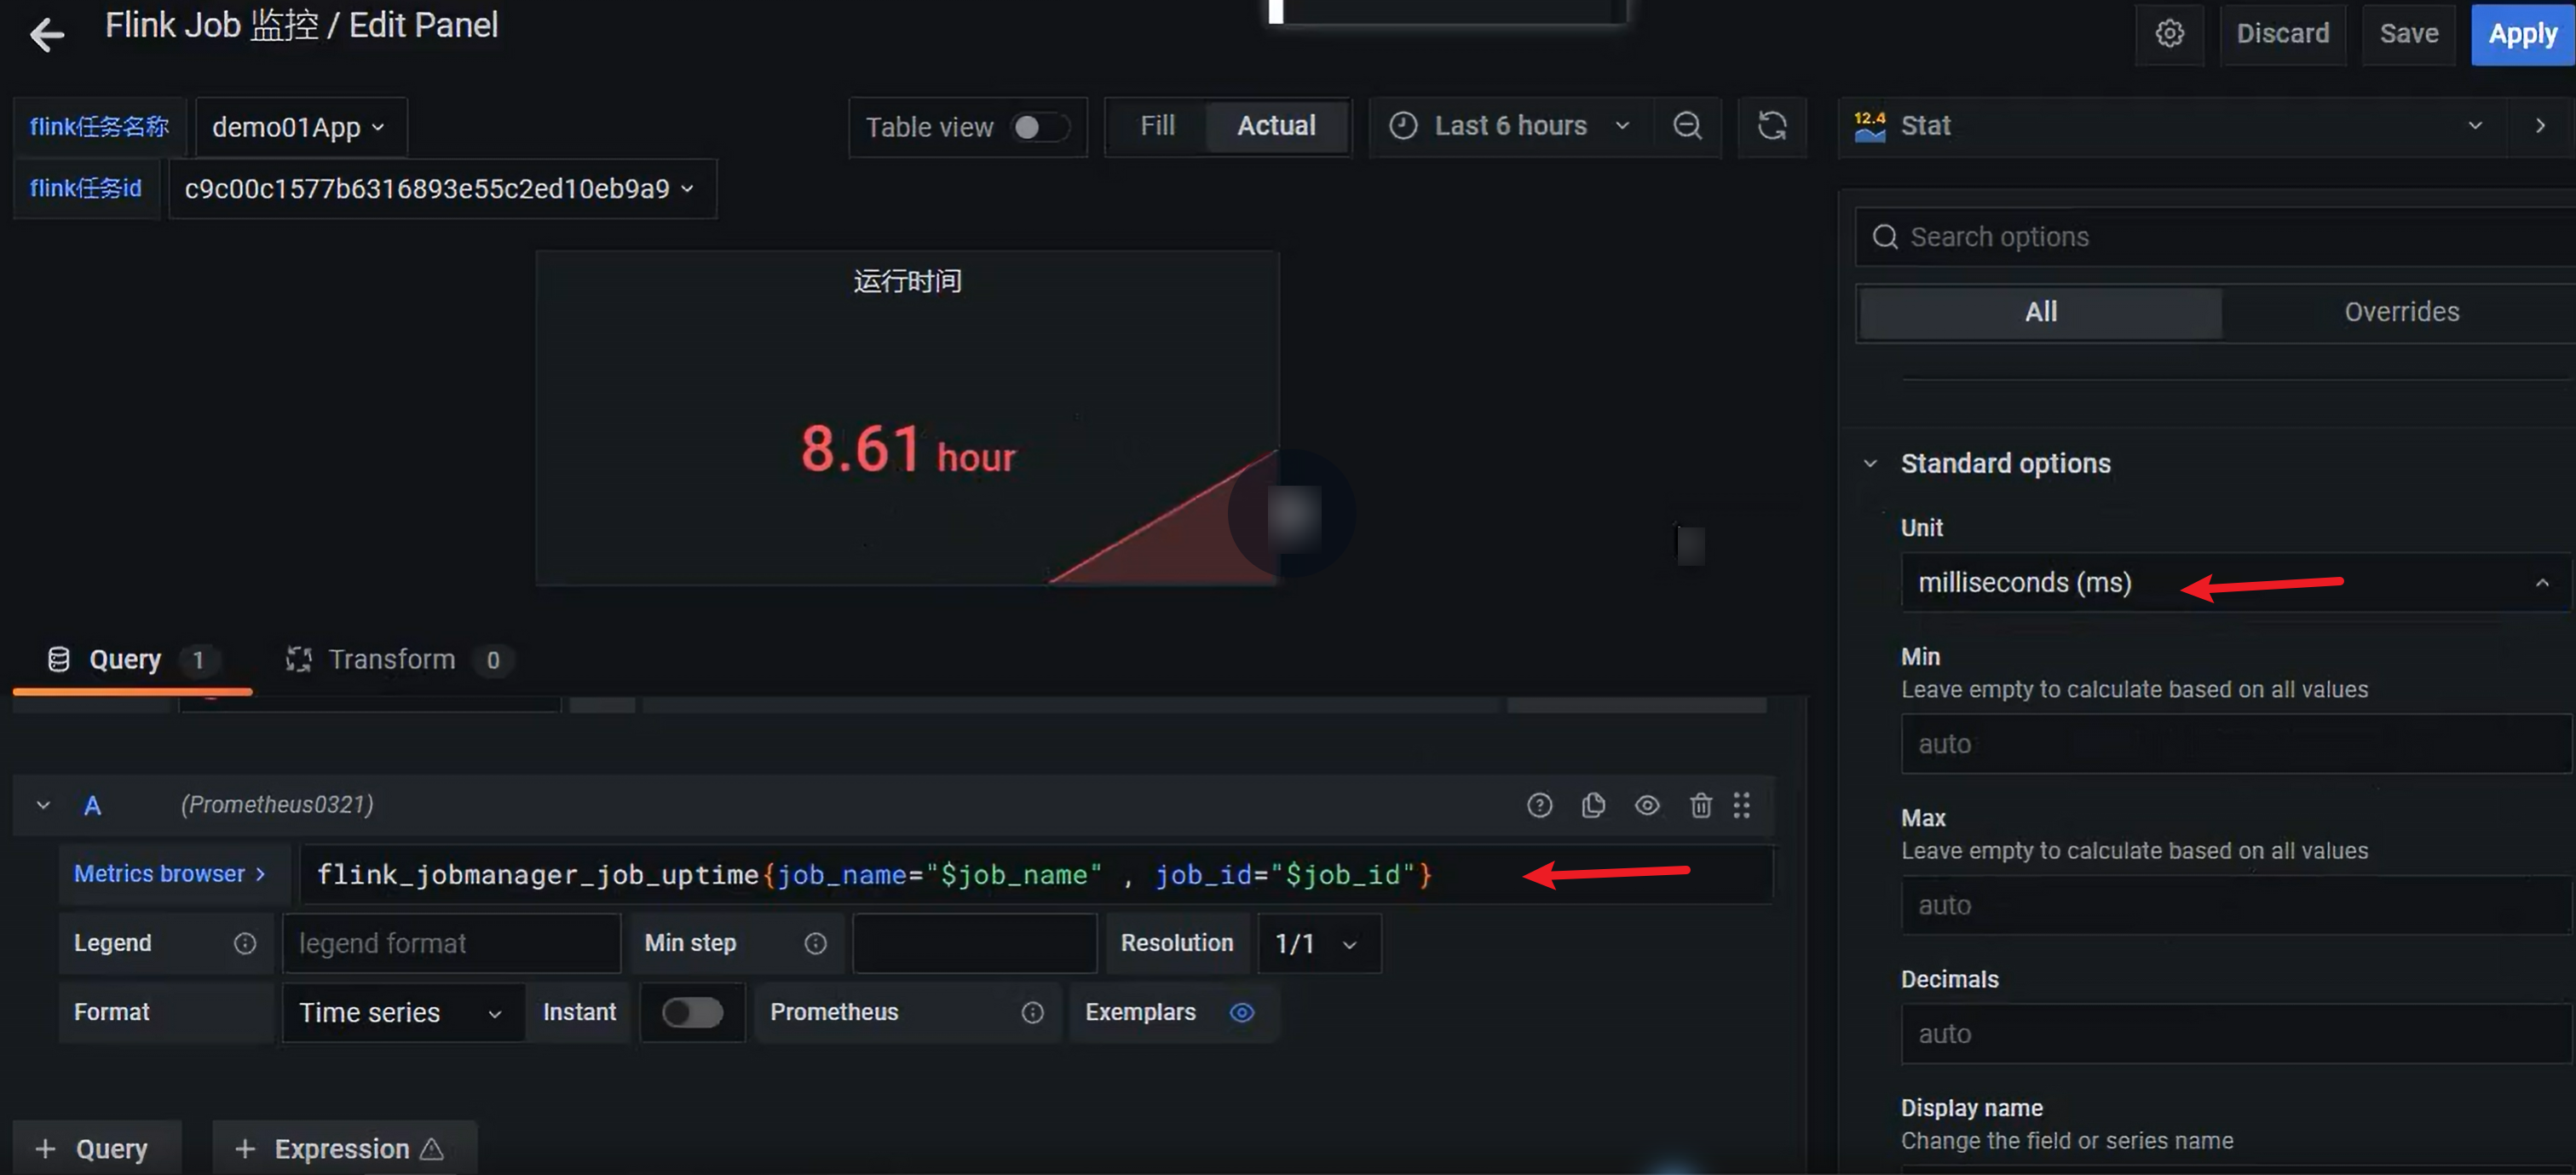 Flink Job 监控 / Edit Panel
Discard
Save
Apply
flink任务名称
demo01App
Table view
Fill
Actual
Last 6 hours
12.4
Stat
flink任务id
c9c00c1577b6316893e55c2ed10eb9a9
Search options
All
Overrides
运行时间
8.61 hour
Standard options
Unit
milliseconds (ms)
Min
Leave empty to calculate based on all values
auto
Max
Leave empty to calculate based on all values
auto
Decimals
auto
Display name
Change the field or series name
Query 1
Transform 0
A (Prometheus0321)
Metrics browser >
flink_jobmanager_job_uptime{job_name="$job_name" , job_id="$job_id"}
Legend
legend format
Min step
Resolution
1/1
Format
Time series
Instant
Prometheus
Exemplars
+ Query
+ Expression